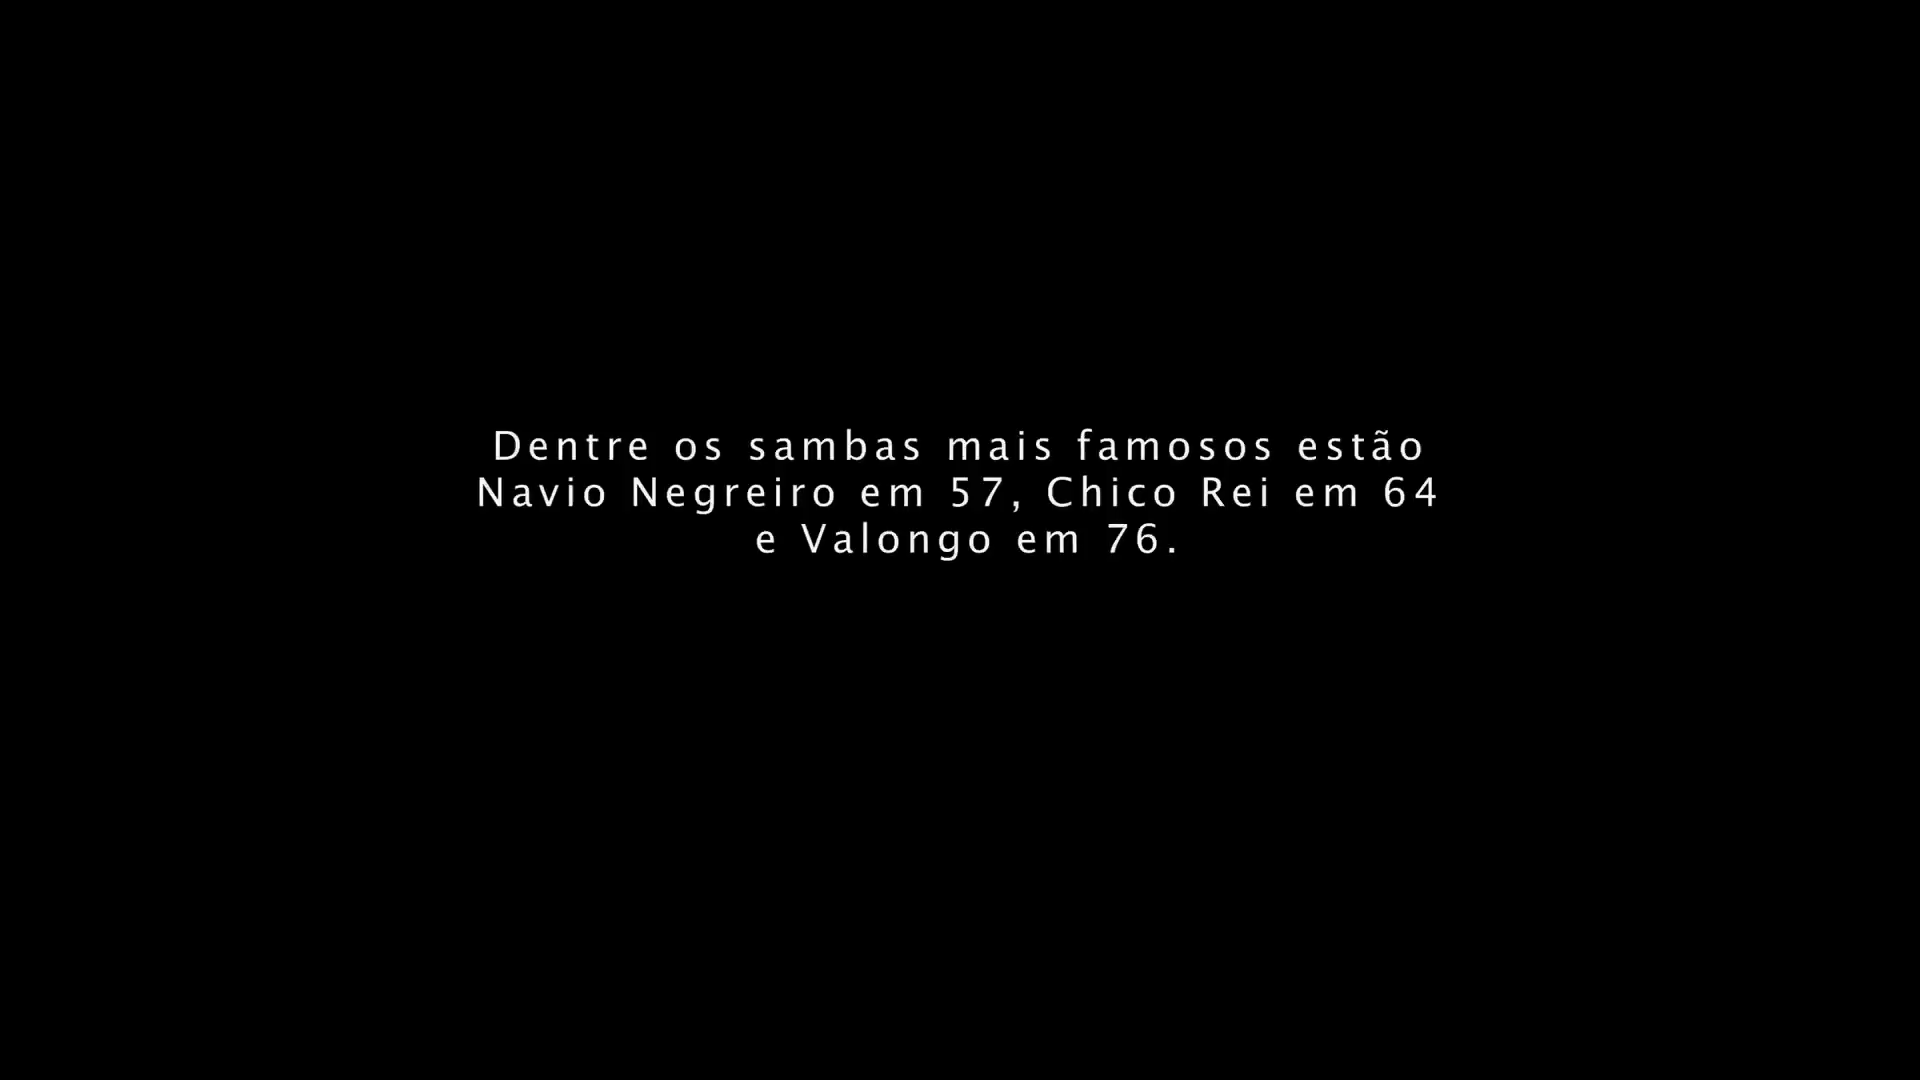 Dentre os sambas mais famosos estão
Navio Negreiro em 57, Chico Rei em 64
e Valongo em 76.